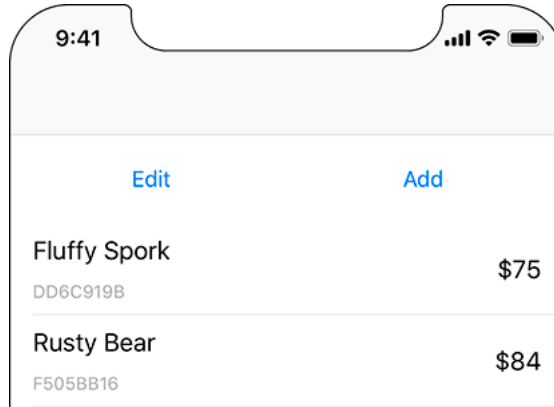 9:41
Edit Add
Fluffy Spork
$75
DD6C919B
Rusty Bear
$84
F505BB16